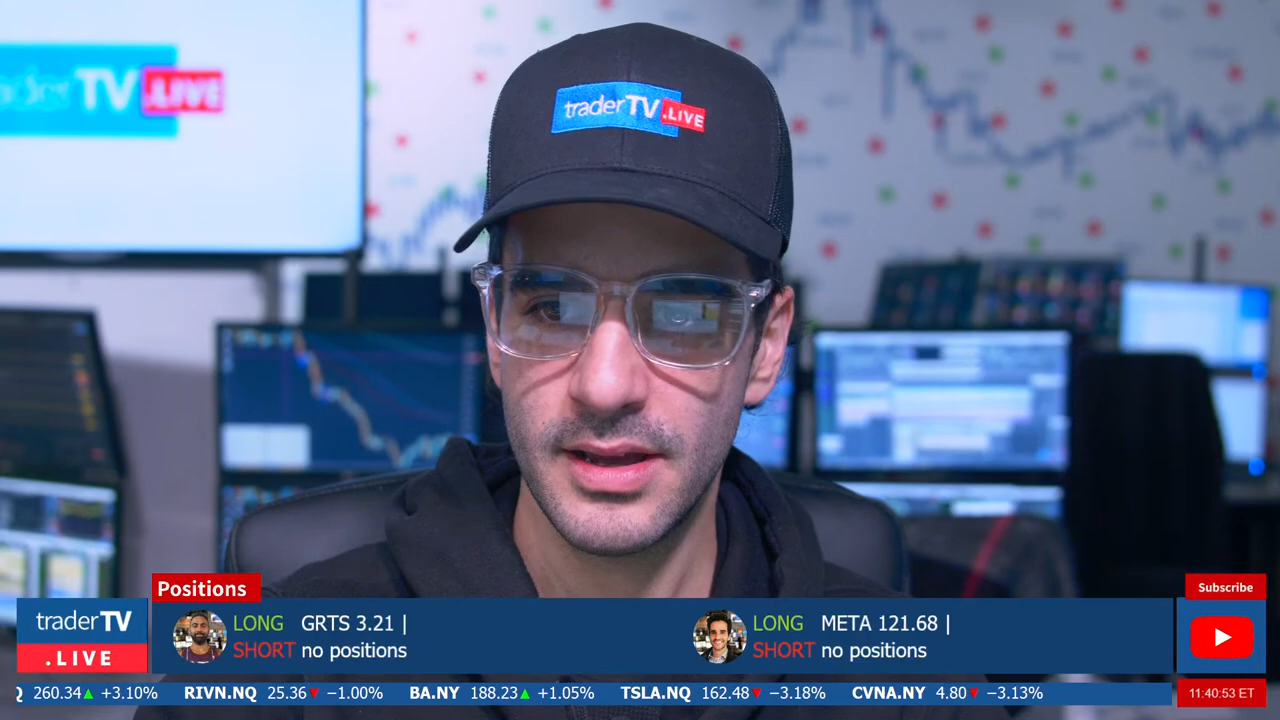 TV .LIVE
traderTV.LIVE
Positions
LONG GRTS 3.21 |
SHORT no positions
LONG META 121.68 |
SHORT no positions
Subscribe
traderTV
.LIVE
260.34▲ +3.10% RIVN.NQ 25.36▼ −1.00% BA.NY 188.23▲ +1.05% TSLA.NQ 162.48▼ −3.18% CVNA.NY 4.80▼ −3.13%
11:40:53 ET